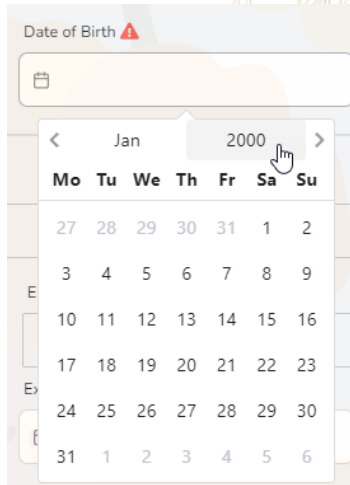 Date of Birth
Jan 2000
Mo Tu We Th Fr Sa Su
27 28 29 30 31 1 2
3 4 5 6 7 8 9
10 11 12 13 14 15 16
17 18 19 20 21 22 23
E
24 25 26 27 28 29 30
Ex
31 1 2 3 4 5 6